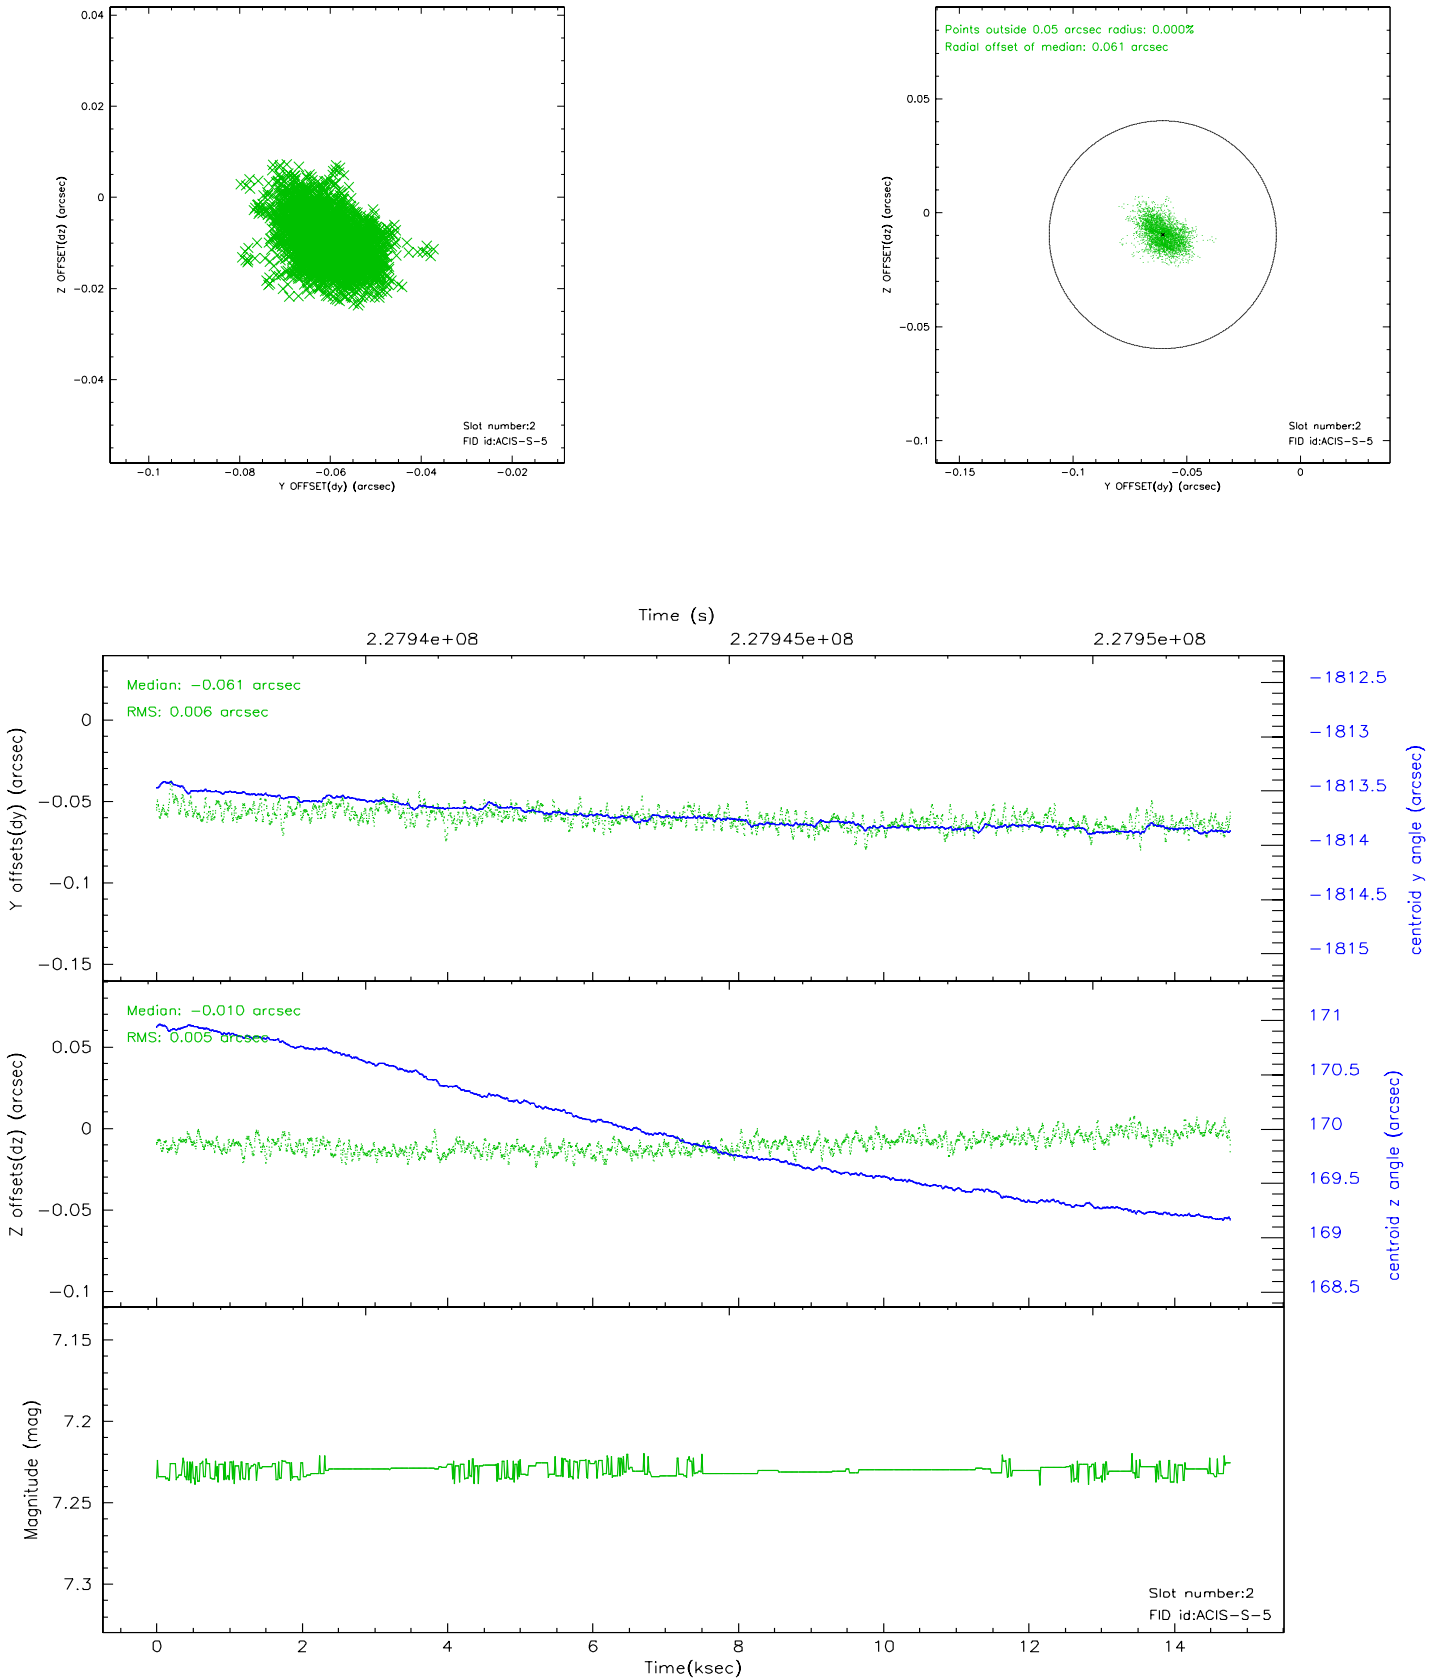 0.04
0.02
0
−0.02
−0.04
Z OFFSET(dz) (arcsec)
−0.1
−0.08
−0.06
−0.04
−0.02
Y OFFSET(dy) (arcsec)
Slot number:2
FID id:ACIS−S−5
Points outside 0.05 arcsec radius: 0.000%
Radial offset of median: 0.061 arcsec
0.05
0
−0.05
−0.1
Z OFFSET(dz) (arcsec)
−0.15
−0.1
−0.05
0
Y OFFSET(dy) (arcsec)
Slot number:2
FID id:ACIS−S−5
Time (s)
2.2794e+08
2.27945e+08
2.2795e+08
Median: −0.061 arcsec
RMS: 0.006 arcsec
0
−0.05
−0.1
−0.15
Y offsets(dy) (arcsec)
−1812.5
−1813
−1813.5
−1814
−1814.5
−1815
centroid y angle (arcsec)
Median: −0.010 arcsec
RMS: 0.005 arcsec
0.05
0
−0.05
−0.1
Z offsets(dz) (arcsec)
171
170.5
170
169.5
169
168.5
centroid z angle (arcsec)
7.15
7.2
7.25
7.3
Magnitude (mag)
Slot number:2
FID id:ACIS−S−5
0
2
4
6
8
10
12
14
Time(ksec)